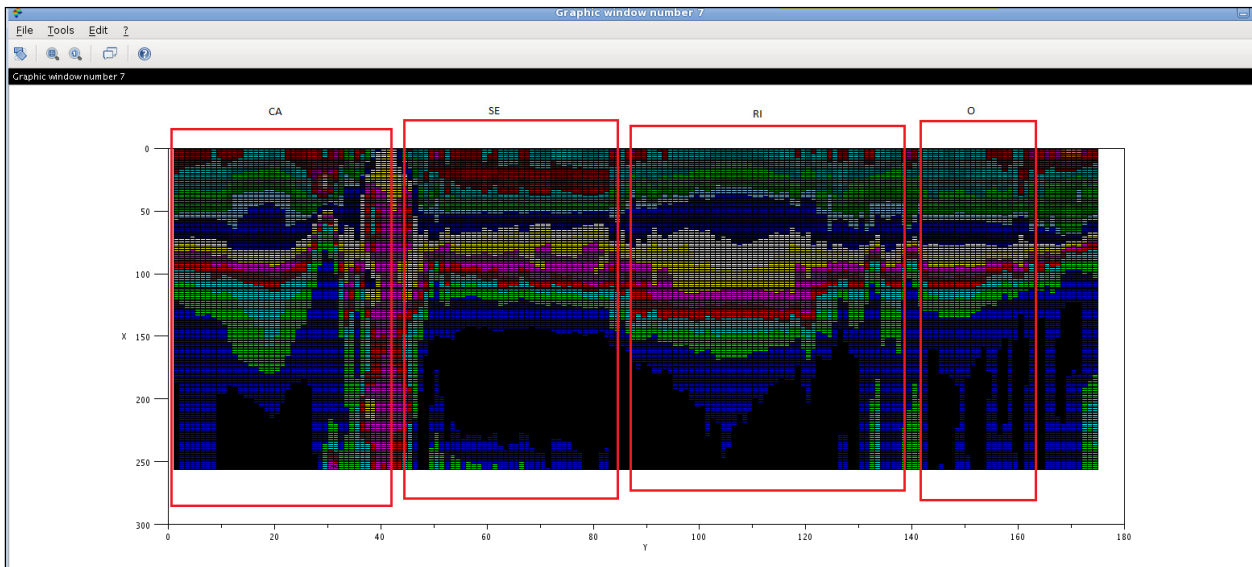 Graphic window number 7
File Tools Edit ?
Graphic window number 7
CA SE RI O
0
50
100
X 150
200
250
300
0 20 40 60 80 100 120 140 160 180
Y